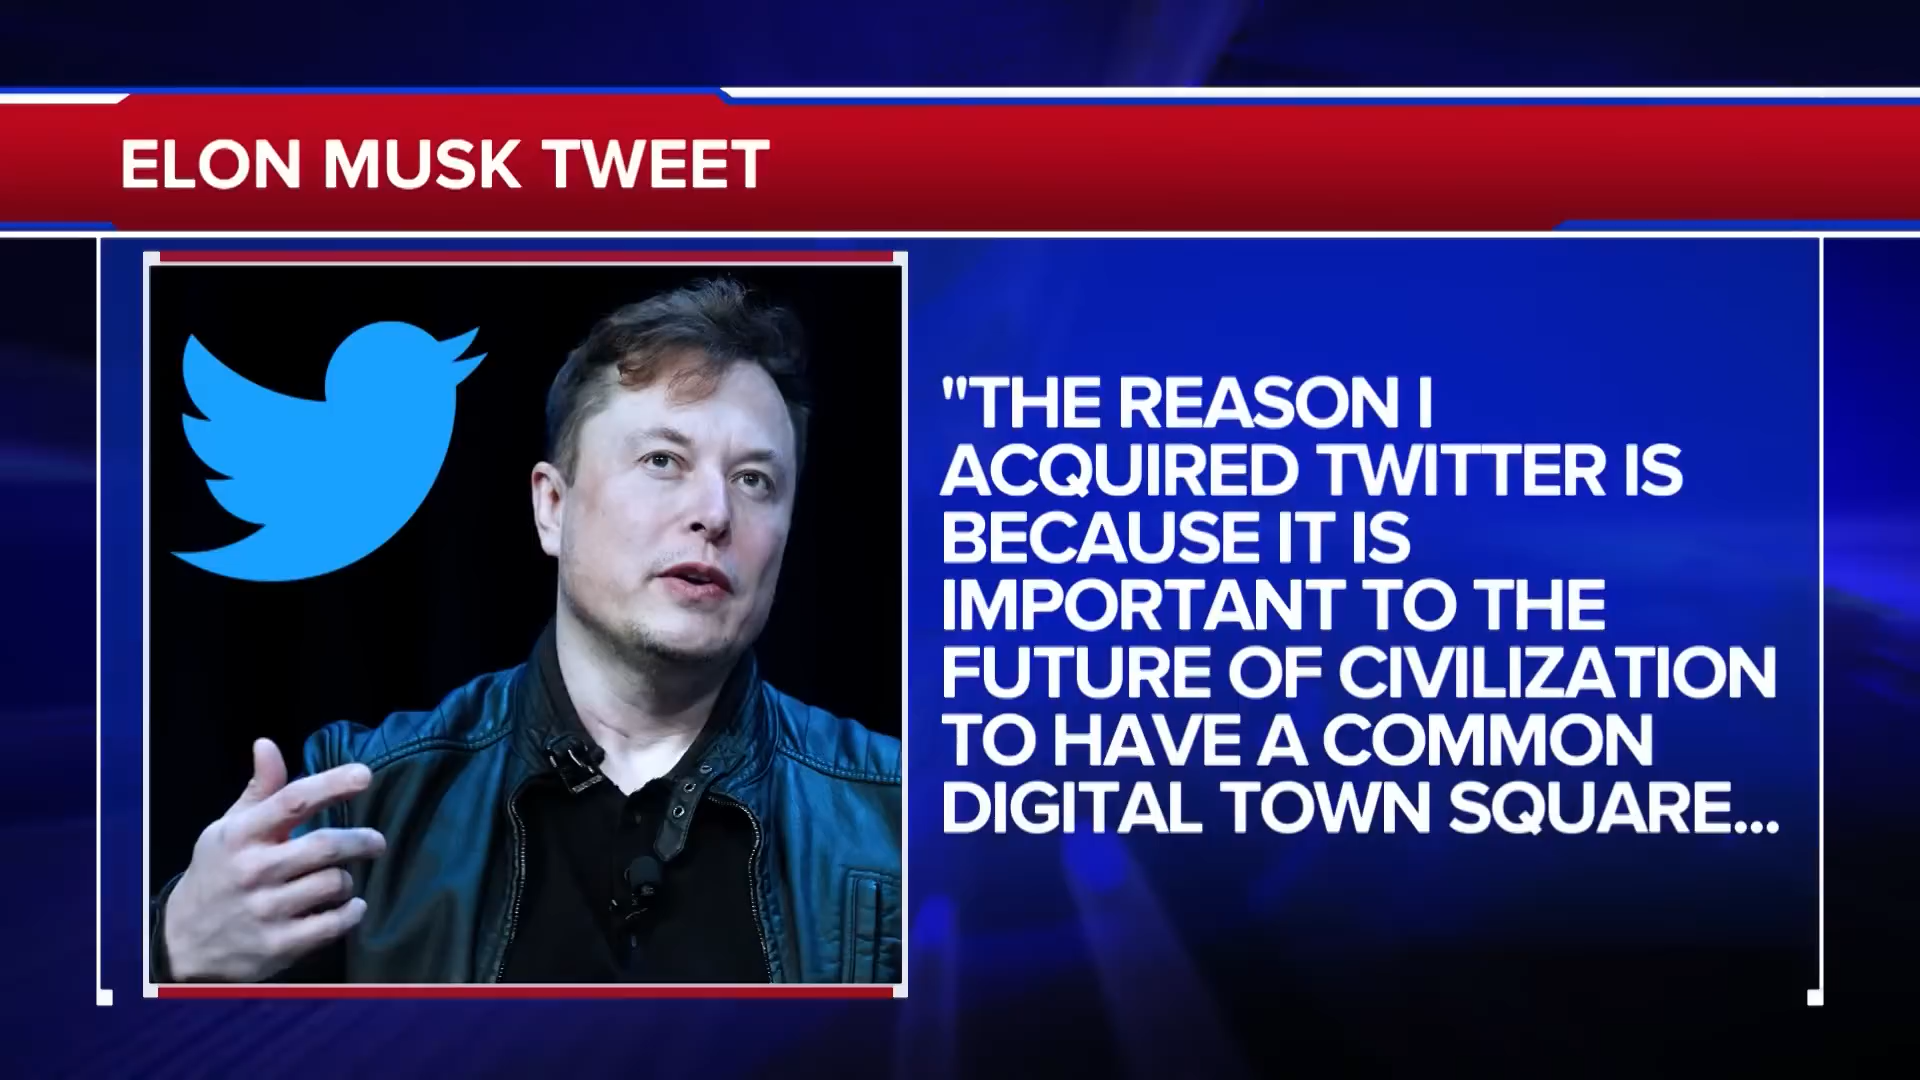 ELON MUSK TWEET
"THE REASON I
ACQUIRED TWITTER IS
BECAUSE IT IS
IMPORTANT TO THE
FUTURE OF CIVILIZATION
TO HAVE A COMMON
DIGITAL TOWN SQUARE...